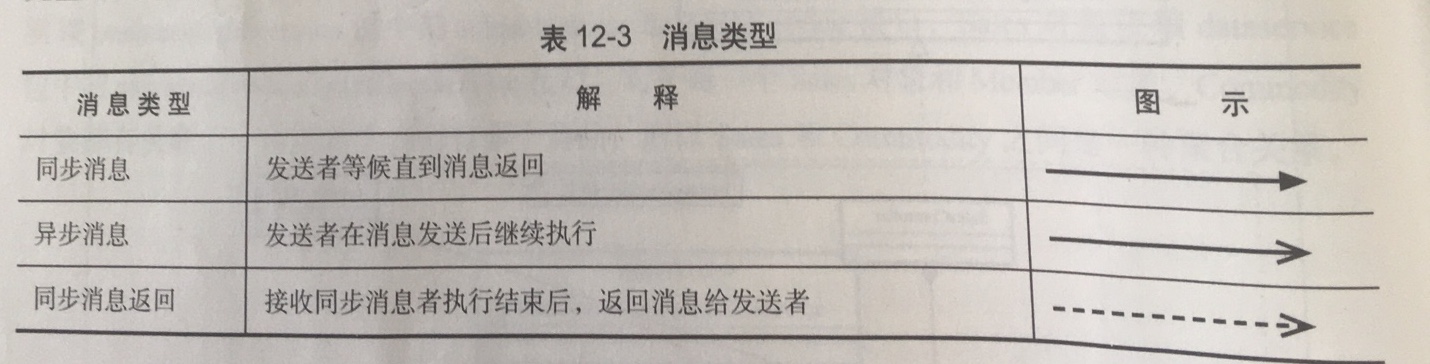 表 12-3 消息类型
消息类型 解 释 图 示
同步消息 发送者等候直到消息返回
异步消息 发送者在消息发送后继续执行
同步消息返回 接收同步消息者执行结束后，返回消息给发送者